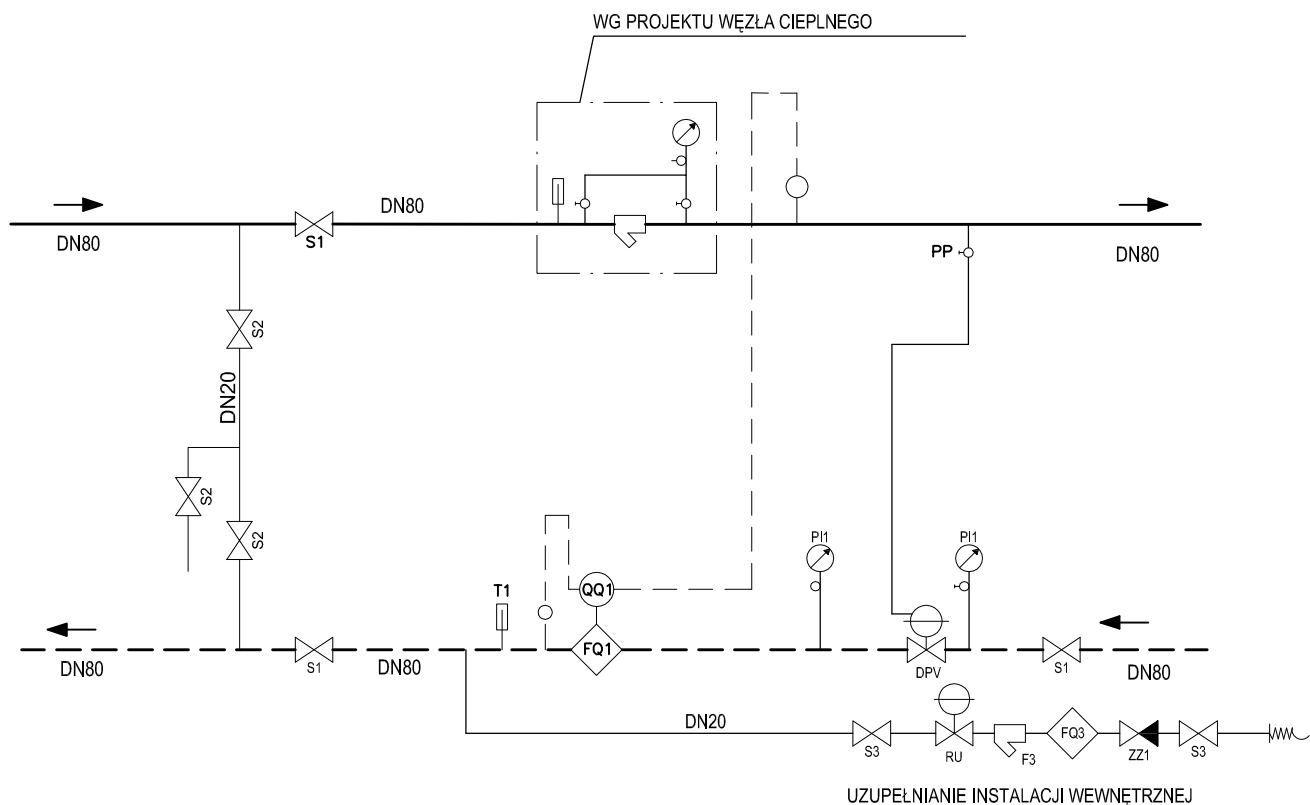 WG PROJEKTU WĘZŁA CIEPLNEGO
DN80
DN80
S1
PP
DN80
S2
DN20
S2
S2
PI1
PI1
T1
QQ1
FQ1
DN80
S1
DN80
DPV
S1
DN80
DN20
S3
RU
F3
FQ3
ZZ1
S3
UZUPEŁNIANIE INSTALACJI WEWNĘTRZNEJ